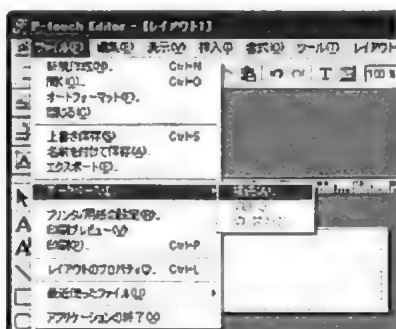 P-touch Editor - [レイアウト1]
ファイル(F) 編集(E) 表示(V) 挿入(I) 書式(O) ツール(T) レイアウト
新規作成(N)... Ctrl+N
開く(O)... Ctrl+O
オートフォーマット(F)...
閉じる(C)
上書き保存(S) Ctrl+S
名前を付けて保存(A)...
エクスポート(E)...
データベース(D) 接続(A)...
プリンタ/用紙の設定(R)...
印刷プレビュー(V)
印刷(P)... Ctrl+P
レイアウトのプロパティ(I)... Ctrl+L
最近使ったファイル(L)
アプリケーションの終了(X)
100 %